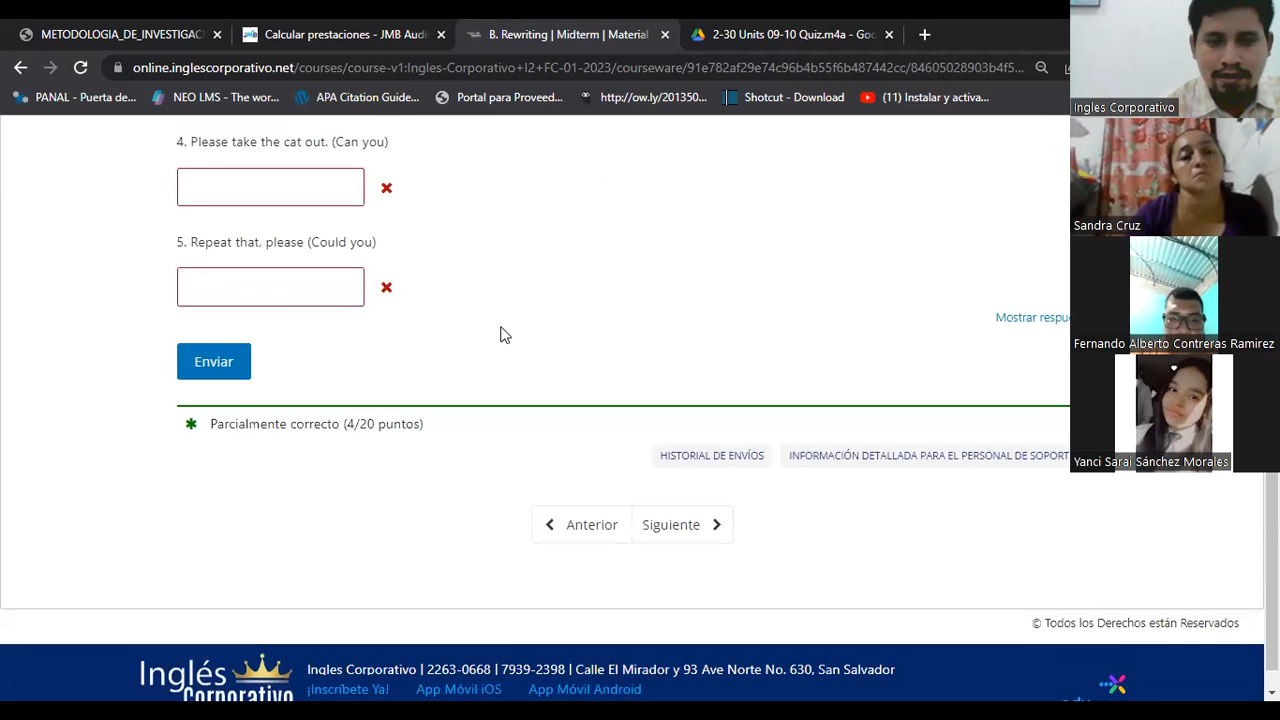 METODOLOGIA_DE_INVESTIGAC
Calcular prestaciones - JMB Audi
B. Rewriting | Midterm | Material
2-30 Units 09-10 Quiz.m4a - Goo
online.inglescorporativo.net/courses/course-v1:Ingles-Corporativo+I2+FC-01-2023/courseware/91e782af29e74c96b4b55f6b487442cc/84605028903b4f5...
PANAL - Puerta de...
NEO LMS - The wor...
APA Citation Guide...
Portal para Proveed...
http://ow.ly/201350...
Shotcut - Download
(11) Instalar y activa...
Ingles Corporativo
4. Please take the cat out. (Can you)
Sandra Cruz
5. Repeat that, please (Could you)
Mostrar respu
Fernando Alberto Contreras Ramirez
Enviar
Parcialmente correcto (4/20 puntos)
HISTORIAL DE ENVÍOS
INFORMACIÓN DETALLADA PARA EL PERSONAL DE SOPORT
Yanci Sarai Sánchez Morales
Anterior
Siguiente
© Todos los Derechos están Reservados
Inglés
Corporativo
Ingles Corporativo | 2263-0668 | 7939-2398 | Calle El Mirador y 93 Ave Norte No. 630, San Salvador
¡Inscríbete Ya!
App Móvil iOS
App Móvil Android